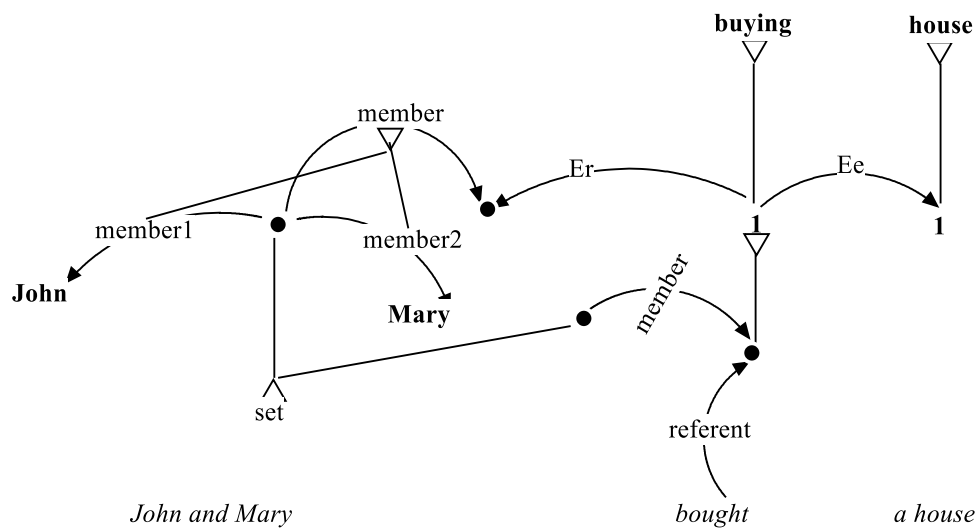 buying
house
member
Er
Ee
member1
member2
1
1
John
Mary
member
set
referent
John and Mary
bought
a house